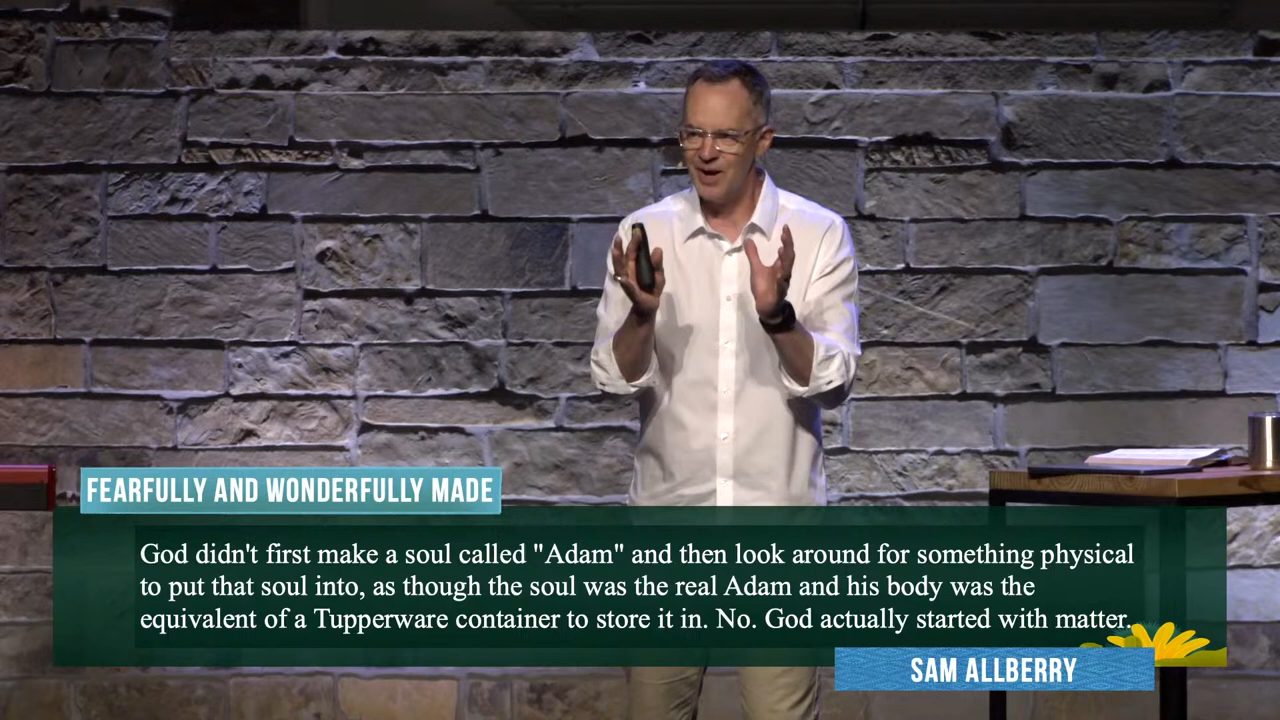 FEARFULLY AND WONDERFULLY MADE
God didn't first make a soul called "Adam" and then look around for something physical
to put that soul into, as though the soul was the real Adam and his body was the
equivalent of a Tupperware container to store it in. No. God actually started with matter.
SAM ALLBERRY